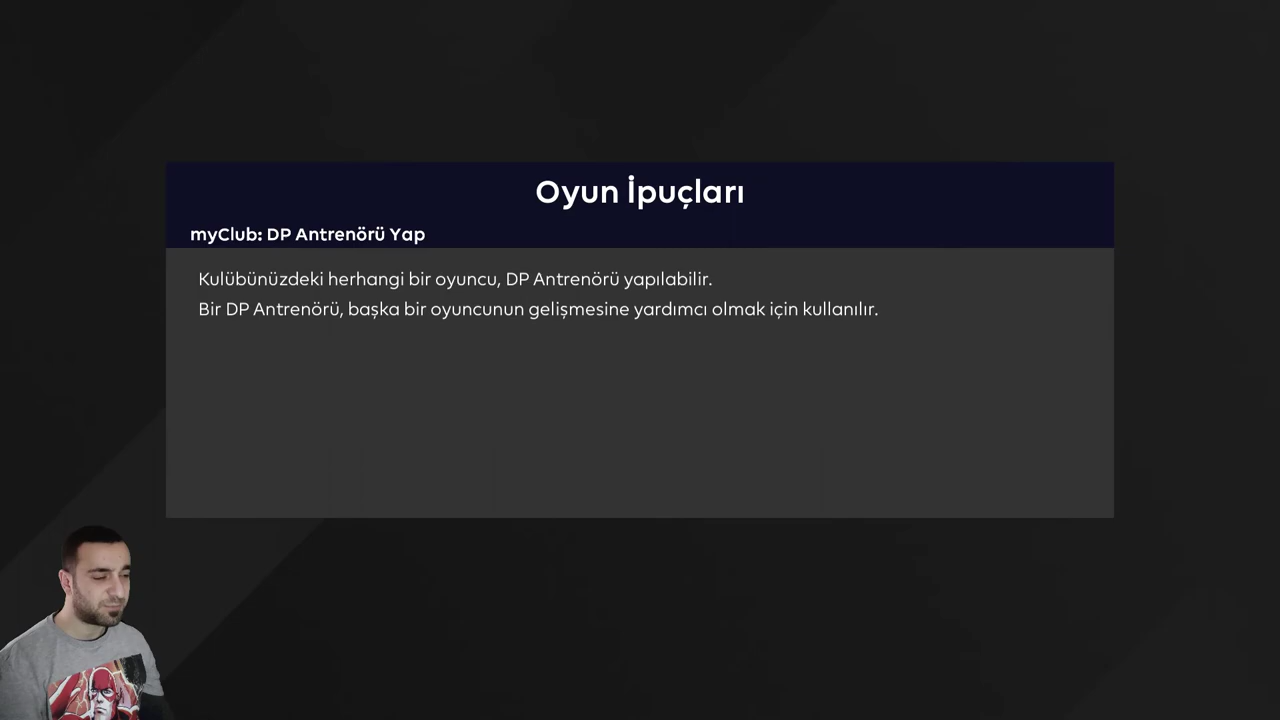 Oyun İpuçları
myClub: DP Antrenörü Yap
Kulübünüzdeki herhangi bir oyuncu, DP Antrenörü yapılabilir.
Bir DP Antrenörü, başka bir oyuncunun gelişmesine yardımcı olmak için kullanılır.